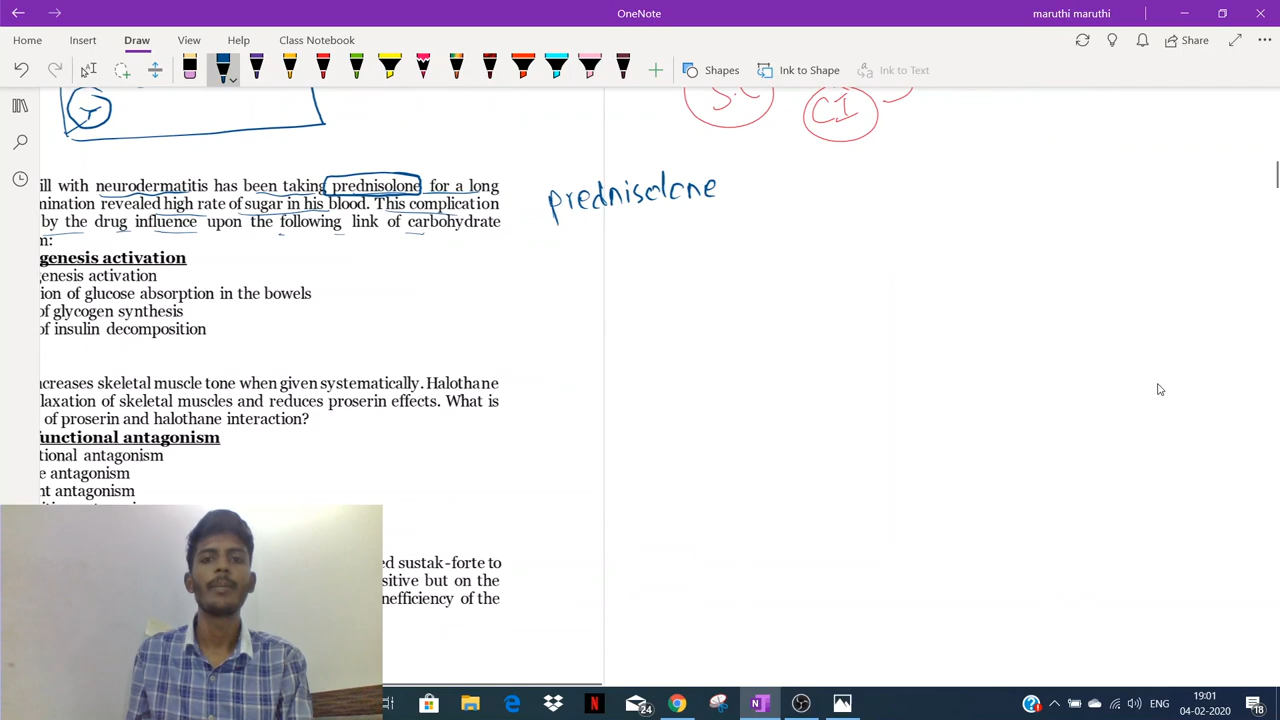 OneNote
maruthi maruthi
Home Insert Draw View Help Class Notebook
Share
Shapes Ink to Shape Ink to Text
S.C
CI
ill with neurodermatitis has been taking prednisolone for a long
mination revealed high rate of sugar in his blood. This complication
by the drug influence upon the following link of carbohydrate
m:
prednisolone
genesis activation
genesis activation
ion of glucose absorption in the bowels
of glycogen synthesis
of insulin decomposition
ncreases skeletal muscle tone when given systematically. Halothane
laxation of skeletal muscles and reduces proserin effects. What is
of proserin and halothane interaction?
functional antagonism
tional antagonism
e antagonism
nt antagonism
ed sustak-forte to
sitive but on the
nefficiency of the
24
ENG
19:01
04-02-2020
18